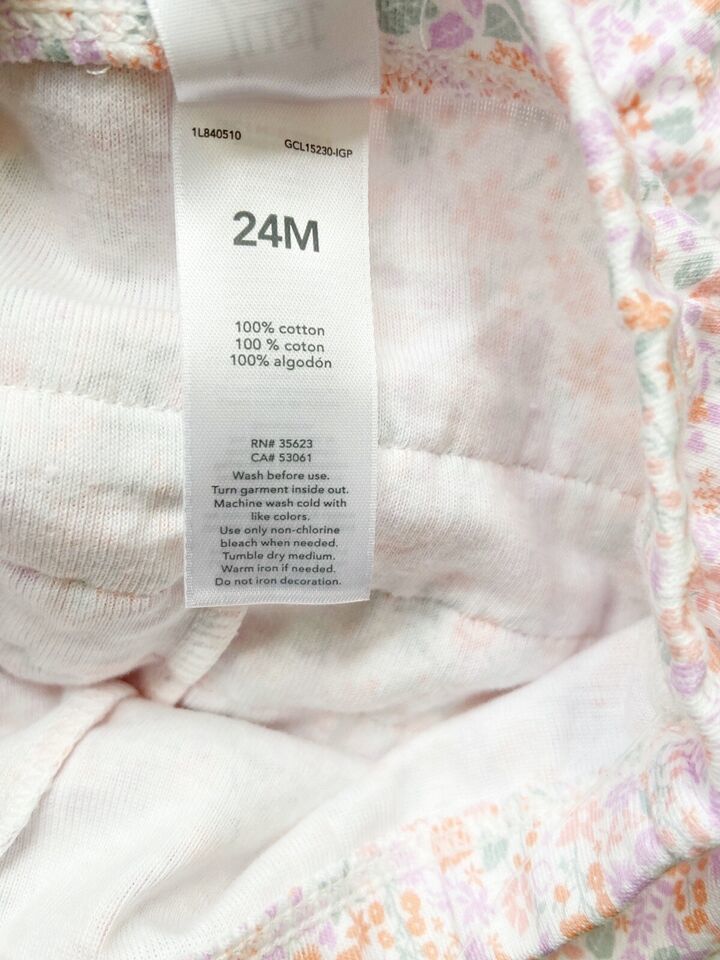 1L840510
GCL15230-IGP
24M
100% cotton
100 % coton
100% algodón
RN# 35623
CA# 53061
Wash before use.
Turn garment inside out.
Machine wash cold with
like colors.
Use only non-chlorine
bleach when needed.
Tumble dry medium.
Warm iron if needed.
Do not iron decoration.